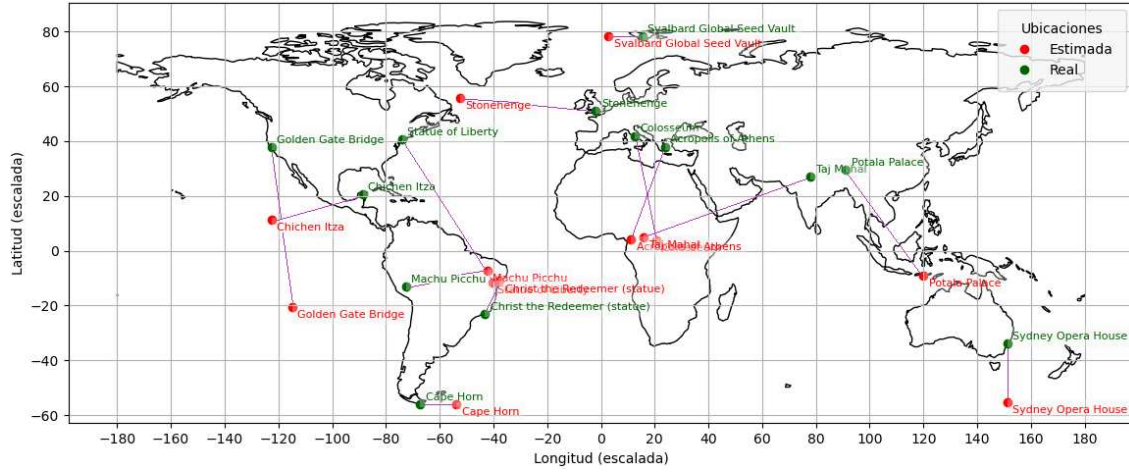 Ubicaciones
Estimada
Real
Svalbard Global Seed Vault
Svalbard Global Seed Vault
Stonehenge
Stonehenge
Golden Gate Bridge
Statue of Liberty
Colosseum
Acropolis of Athens
Taj Mahal
Potala Palace
Chichen Itza
Chichen Itza
Taj Mahal
Acropolis of Athens
Machu Picchu
Machu Picchu
Potala Palace
Christ the Redeemer (statue)
Christ the Redeemer (statue)
Golden Gate Bridge
Sydney Opera House
Cape Horn
Cape Horn
Sydney Opera House
80
60
40
20
0
−20
−40
−60
Latitud (escalada)
−180
−160
−140
−120
−100
−80
−60
−40
−20
0
20
40
60
80
100
120
140
160
180
Longitud (escalada)